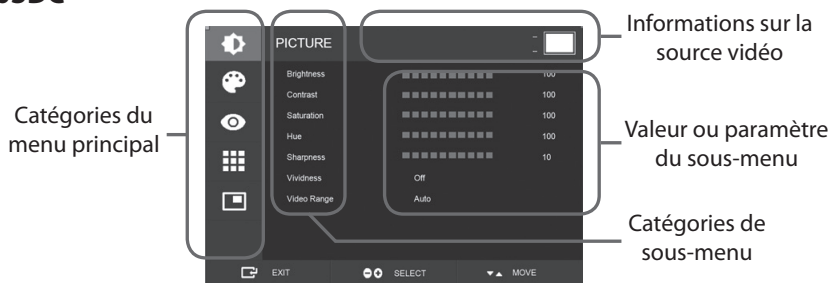 PICTURE
Brightness 100
Contrast 100
Saturation 100
Hue 100
Sharpness 10
Vividness Off
Video Range Auto
EXIT SELECT MOVE
Catégories du
menu principal
Informations sur la
source vidéo
Valeur ou paramètre
du sous-menu
Catégories de
sous-menu